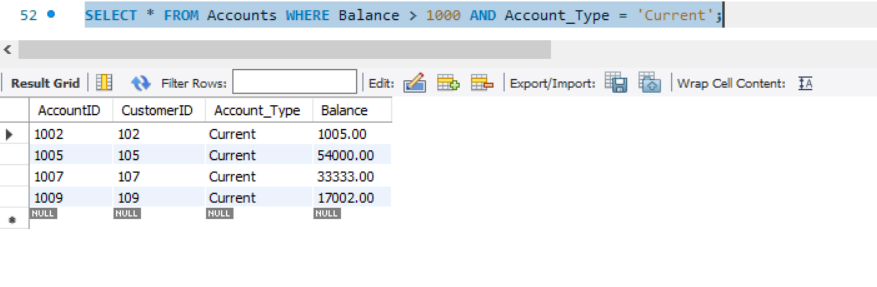 52 SELECT * FROM Accounts WHERE Balance > 1000 AND Account_Type = 'Current';
Result Grid Filter Rows: Edit: Export/Import: Wrap Cell Content: IA
AccountID CustomerID Account_Type Balance
1002 102 Current 1005.00
1005 105 Current 54000.00
1007 107 Current 33333.00
1009 109 Current 17002.00
NULL NULL NULL NULL